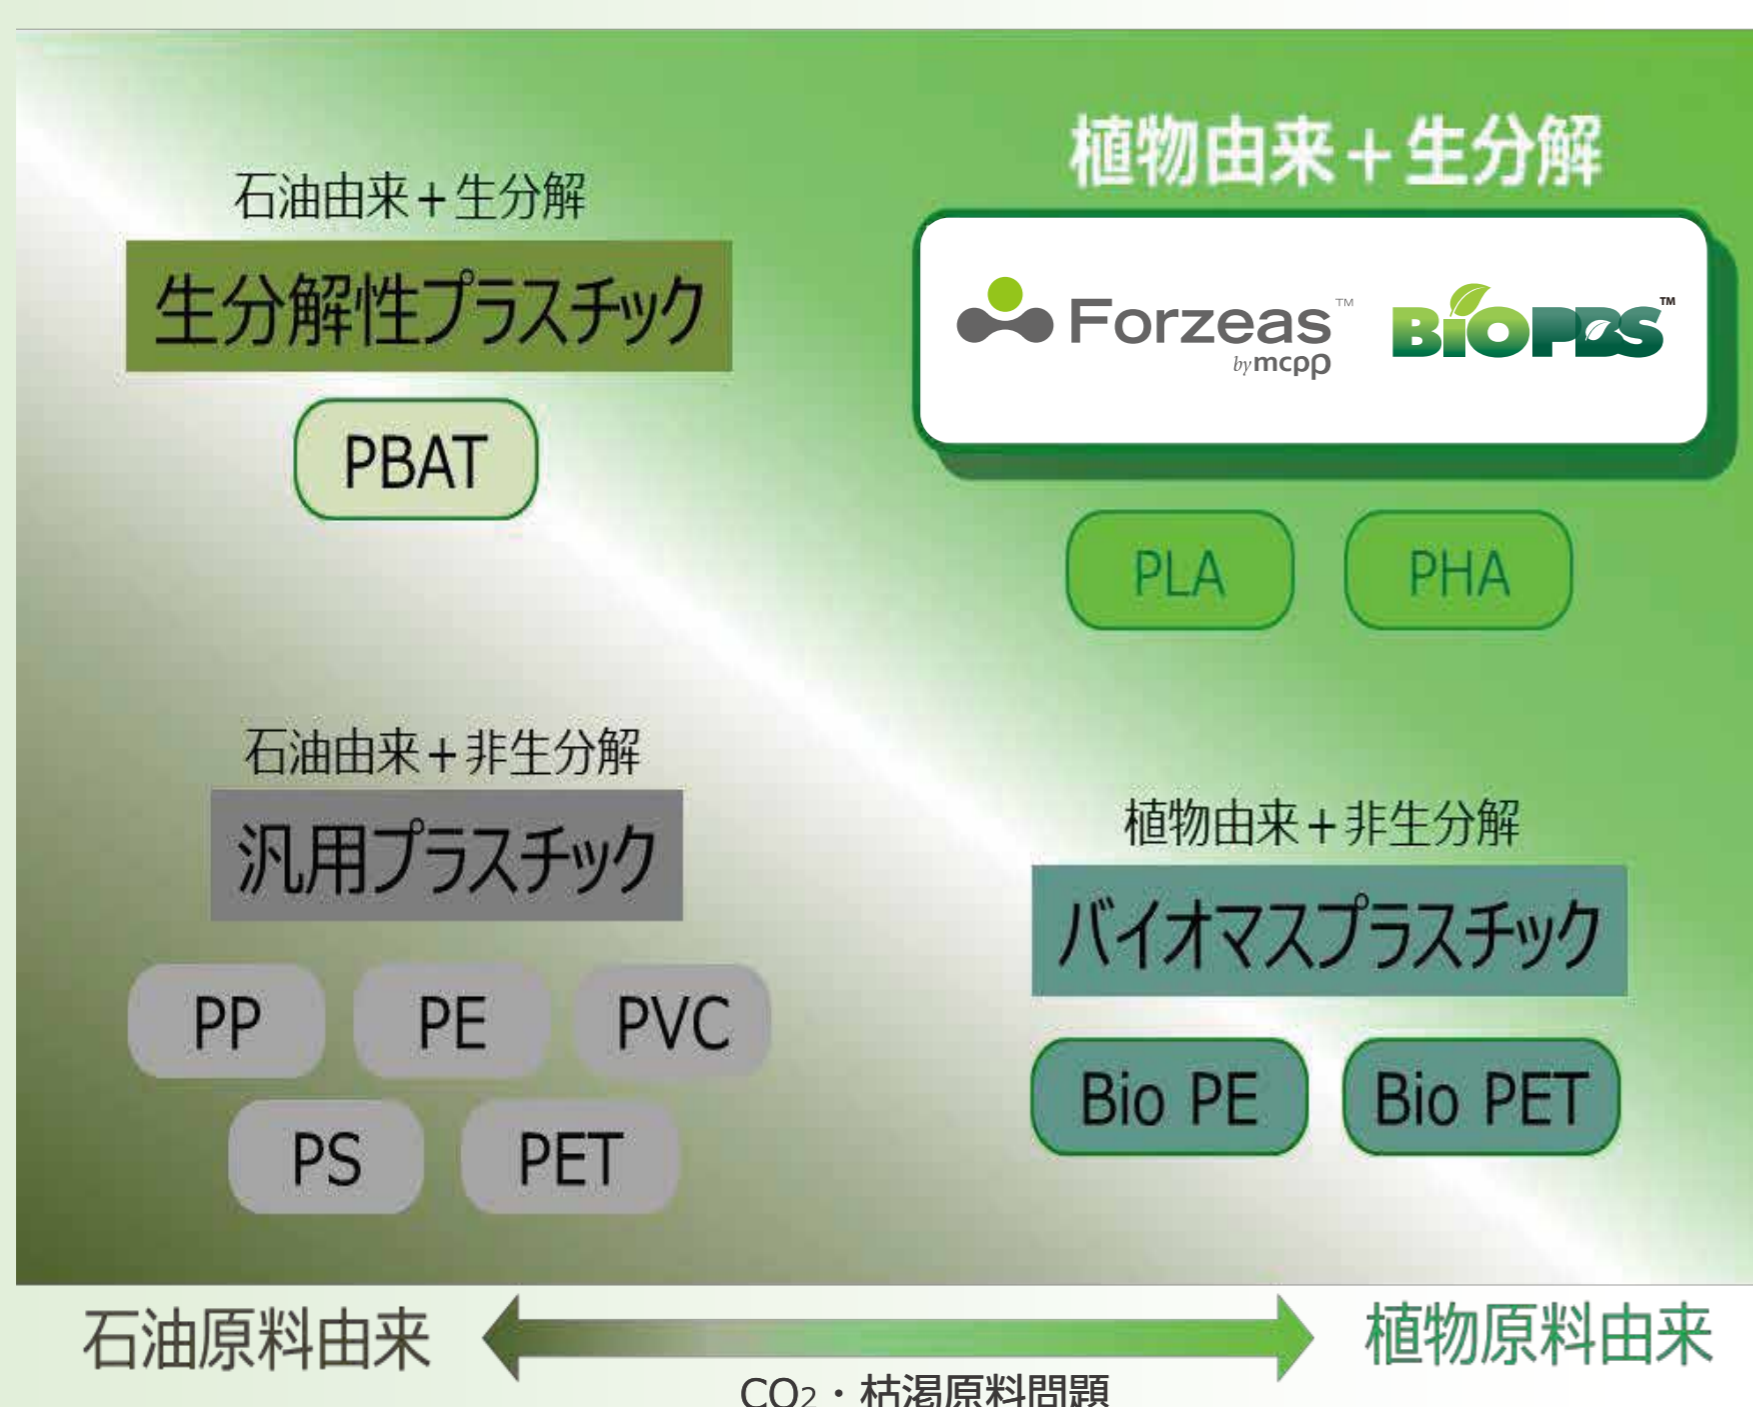 石油由来+生分解
生分解性プラスチック
PBAT
植物由来+生分解
Forzeas™
by mcpp
BIOPBS™
PLA PHA
石油由来+非生分解
汎用プラスチック
PP PE PVC
PS PET
植物由来+非生分解
バイオマスプラスチック
Bio PE Bio PET
石油原料由来 植物原料由来
CO2・枯渇原料問題